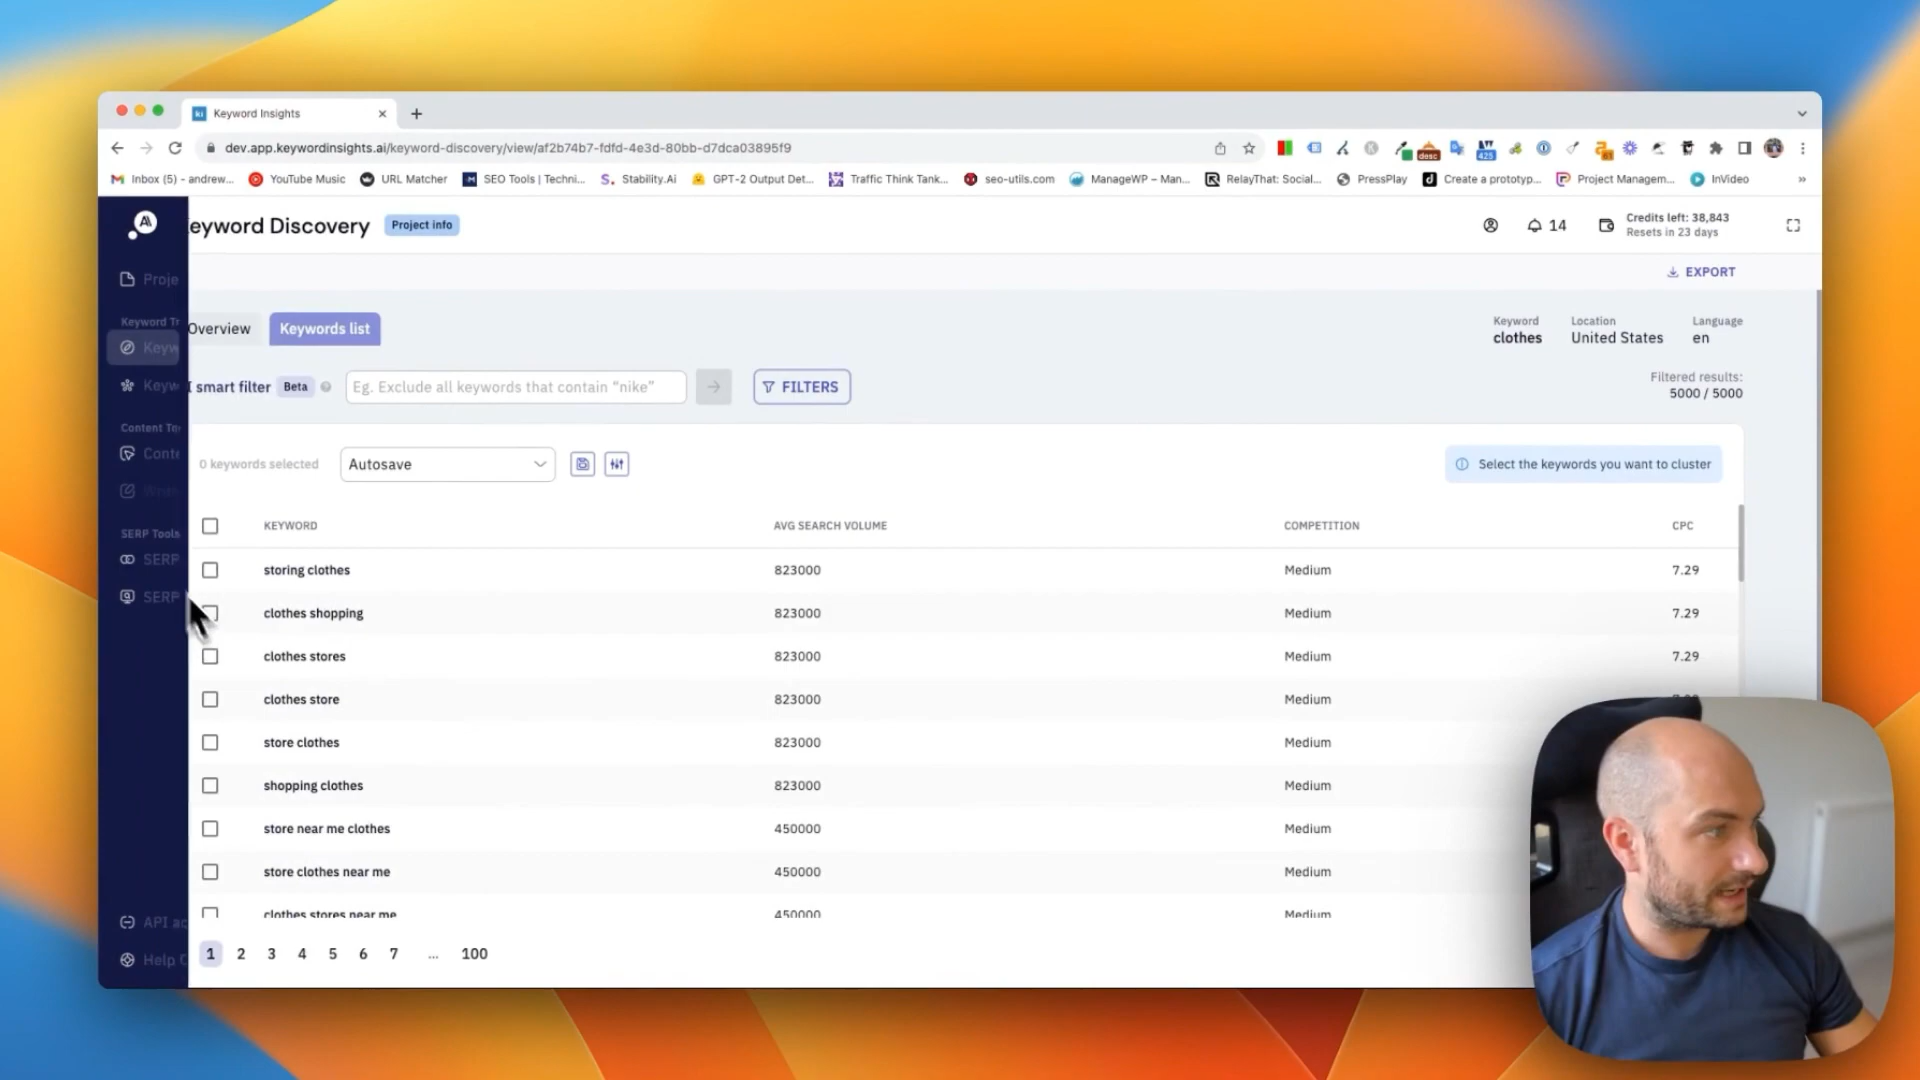 Keyword Insights
dev.app.keywordinsights.ai/keyword-discovery/view/af2b74b7-fdfd-4e3d-80bb-d7dca03895f9
desc
425
Inbox (5) - andrew...
YouTube Music
URL Matcher
SEO Tools | Techni...
Stability.Ai
GPT-2 Output Det...
Traffic Think Tank...
seo-utils.com
ManageWP – Man...
RelayThat: Social...
PressPlay
Create a prototyp...
Project Managem...
InVideo
eyword Discovery
Project info
14
Credits left: 38,843
Resets in 23 days
EXPORT
Proje
Keyword Tr
Keyw
Keyw
Content To
Conte
SERP Tools
SERP
SERP
API ac
Help C
Overview
Keywords list
Keyword
clothes
Location
United States
Language
en
smart filter
Beta
Eg. Exclude all keywords that contain "nike"
FILTERS
Filtered results:
5000 / 5000
0 keywords selected
Autosave
Select the keywords you want to cluster
KEYWORD AVG SEARCH VOLUME COMPETITION CPC
storing clothes 823000 Medium 7.29
clothes shopping 823000 Medium 7.29
clothes stores 823000 Medium 7.29
clothes store 823000 Medium
store clothes 823000 Medium
shopping clothes 823000 Medium
store near me clothes 450000 Medium
store clothes near me 450000 Medium
clothes stores near me 450000 Medium
1 2 3 4 5 6 7 ... 100